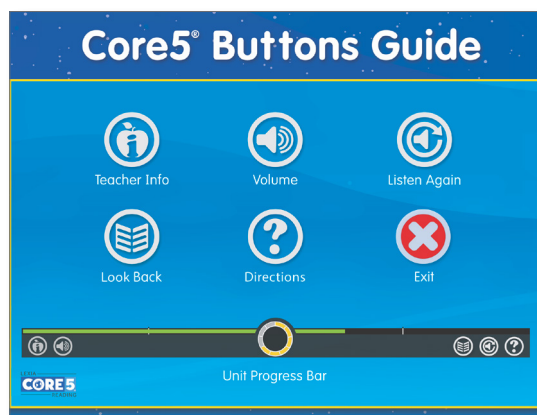 Core5® Buttons Guide
Teacher Info
Volume
Listen Again
Look Back
Directions
Exit
Unit Progress Bar
LEXIA
CORE5
READING